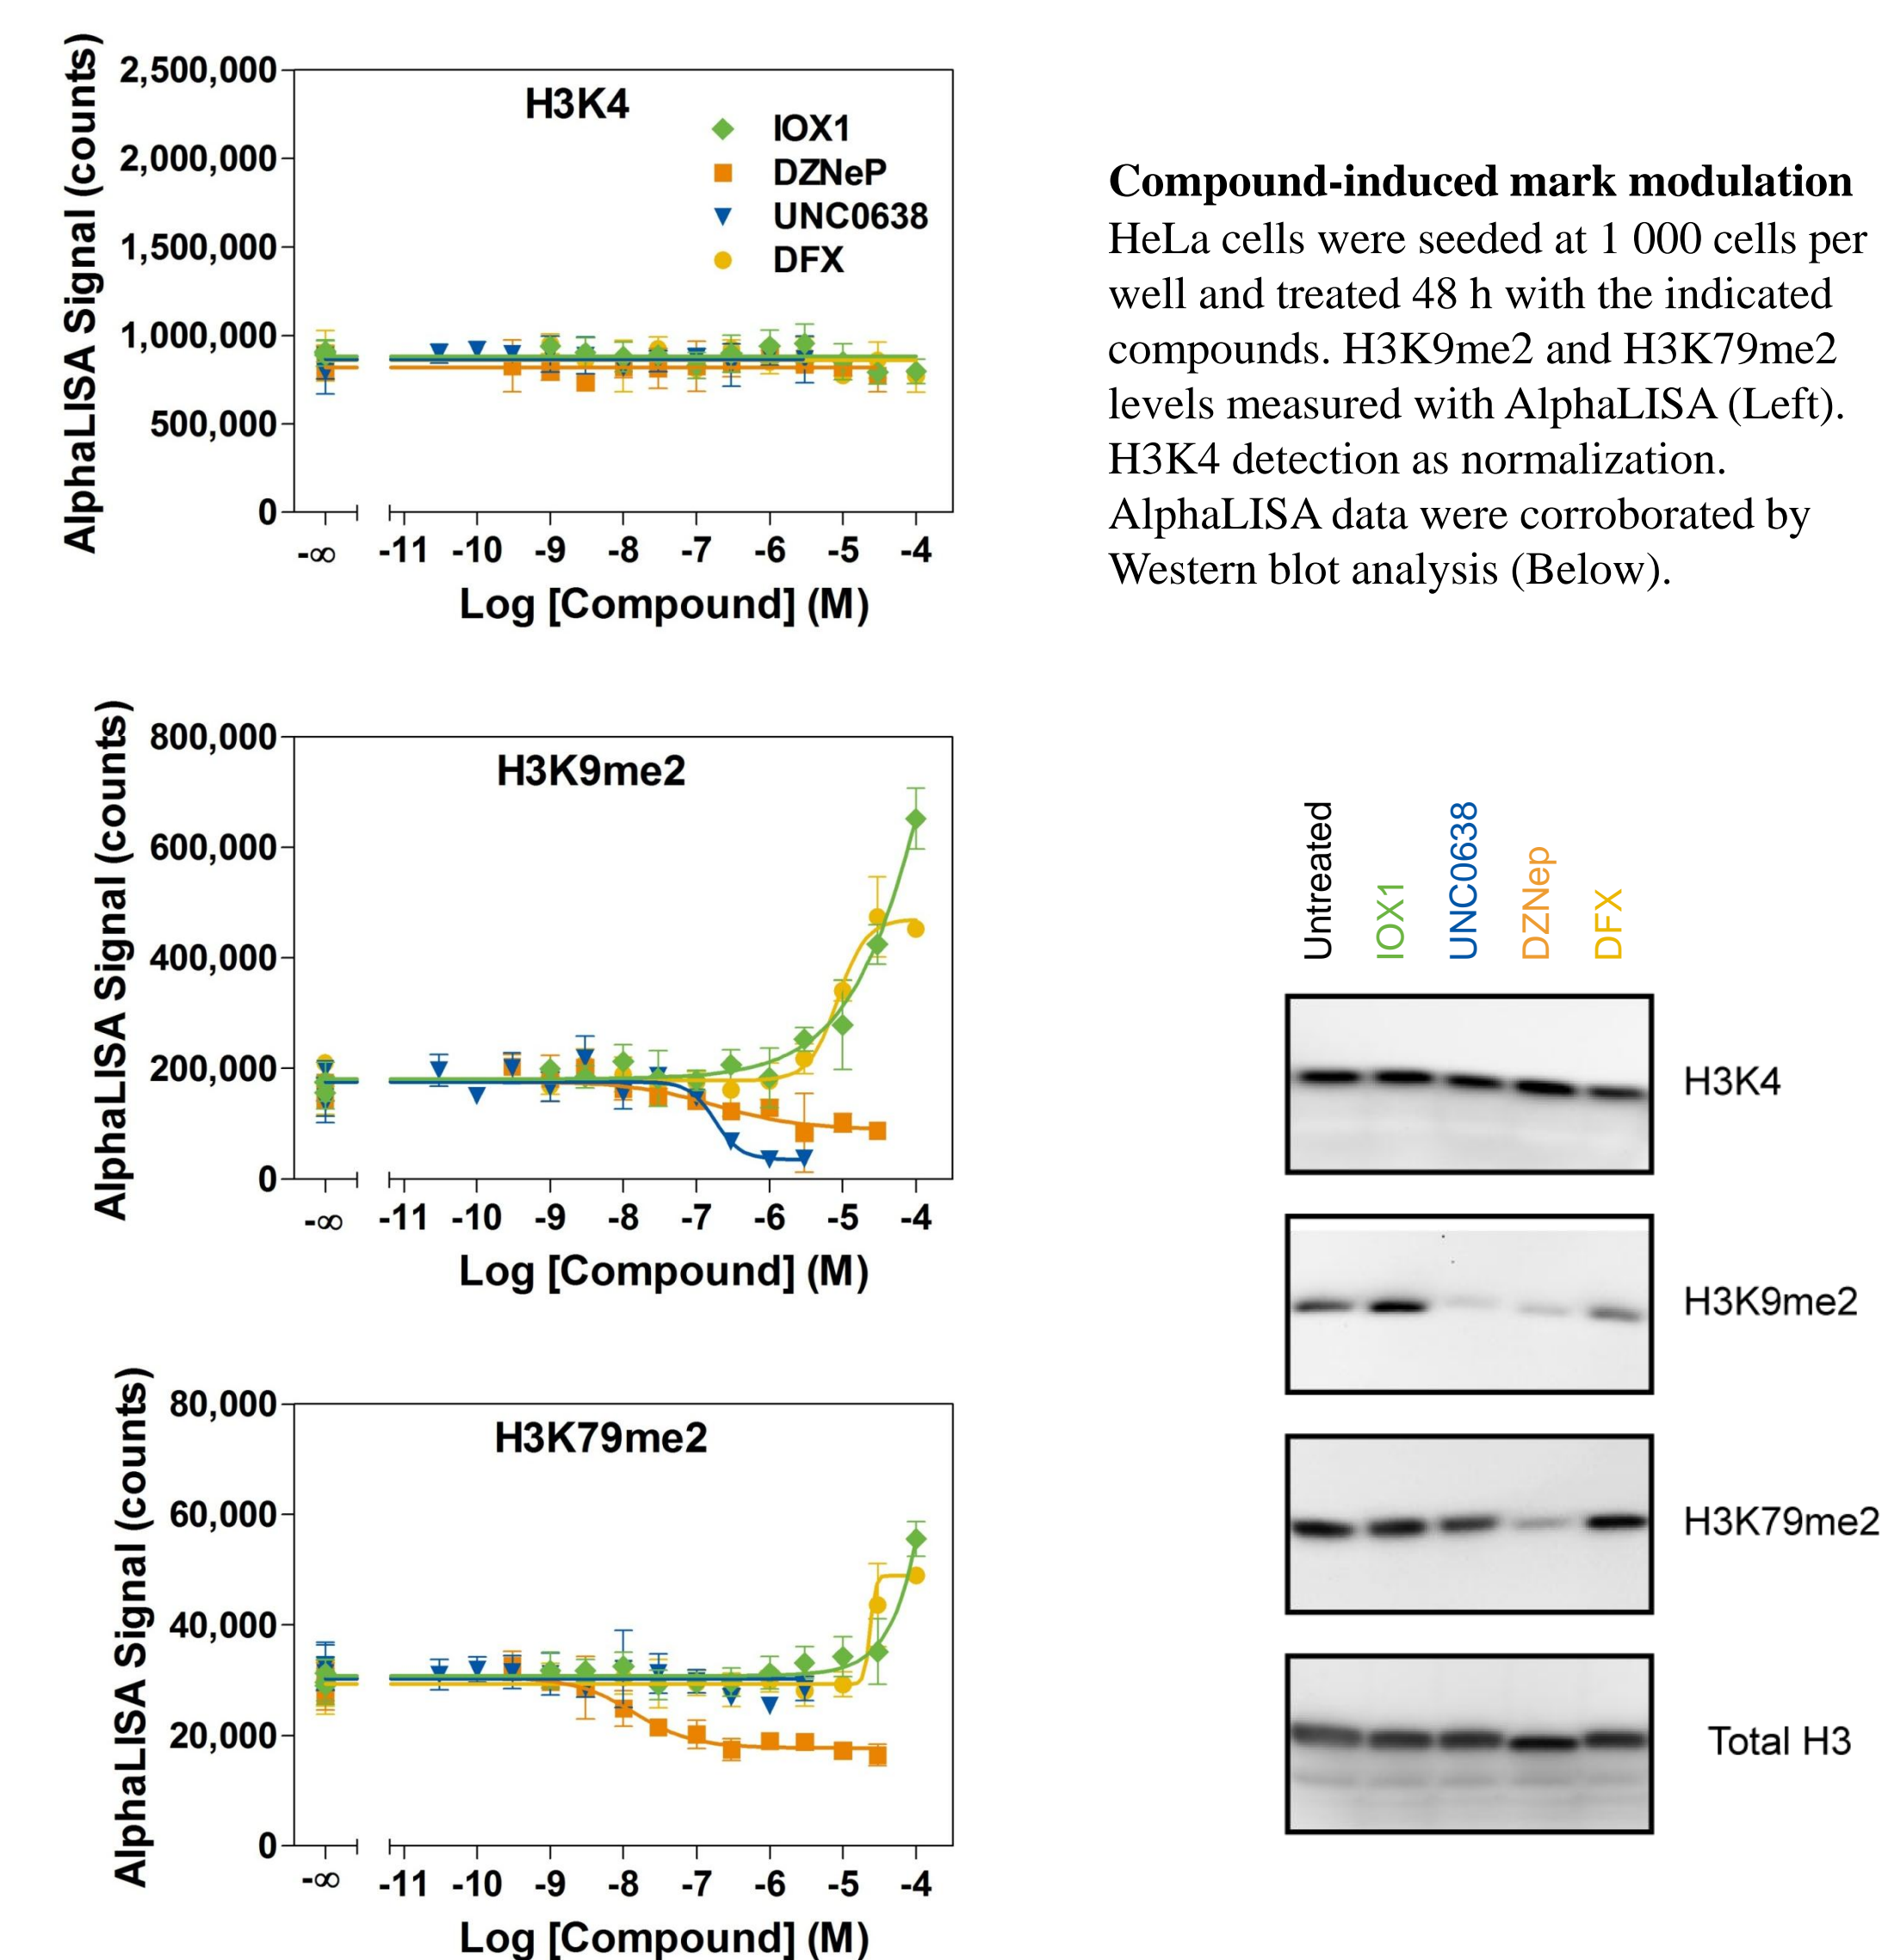 AlphaLISA Signal (counts)
2,500,000
2,000,000
1,500,000
1,000,000
500,000
0
H3K4
IOX1
DZNeP
UNC0638
DFX
-∞ -11 -10 -9 -8 -7 -6 -5 -4
Log [Compound] (M)
Compound-induced mark modulation
HeLa cells were seeded at 1 000 cells per
well and treated 48 h with the indicated
compounds. H3K9me2 and H3K79me2
levels measured with AlphaLISA (Left).
H3K4 detection as normalization.
AlphaLISA data were corroborated by
Western blot analysis (Below).
AlphaLISA Signal (counts)
800,000
600,000
400,000
200,000
0
H3K9me2
-∞ -11 -10 -9 -8 -7 -6 -5 -4
Log [Compound] (M)
AlphaLISA Signal (counts)
80,000
60,000
40,000
20,000
0
H3K79me2
-∞ -11 -10 -9 -8 -7 -6 -5 -4
Log [Compound] (M)
Untreated
IOX1
UNC0638
DZNep
DFX
H3K4
H3K9me2
H3K79me2
Total H3